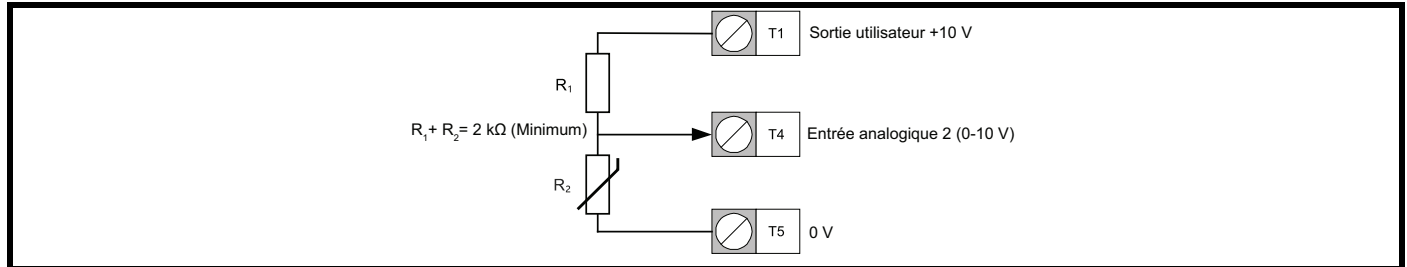 T1 Sortie utilisateur +10 V
R₁
R₁+ R₂= 2 kΩ (Minimum)
T4 Entrée analogique 2 (0-10 V)
R₂
T5 0 V